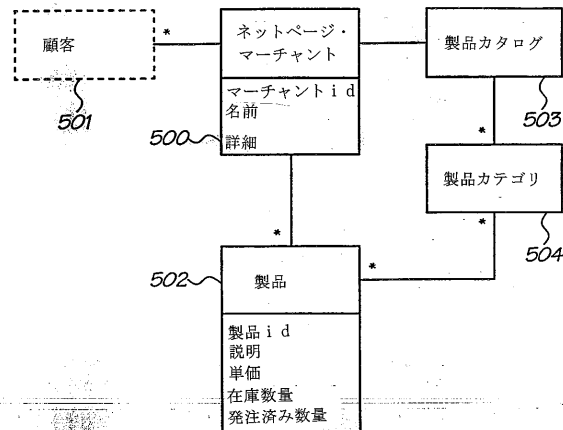 顧客
*
501
ネットページ・
マーチャント
マーチャントid
名前
詳細
500
製品カタログ
503
*
製品カテゴリ
*
504
*
*
502
製品
製品id
説明
単価
在庫数量
発注済み数量